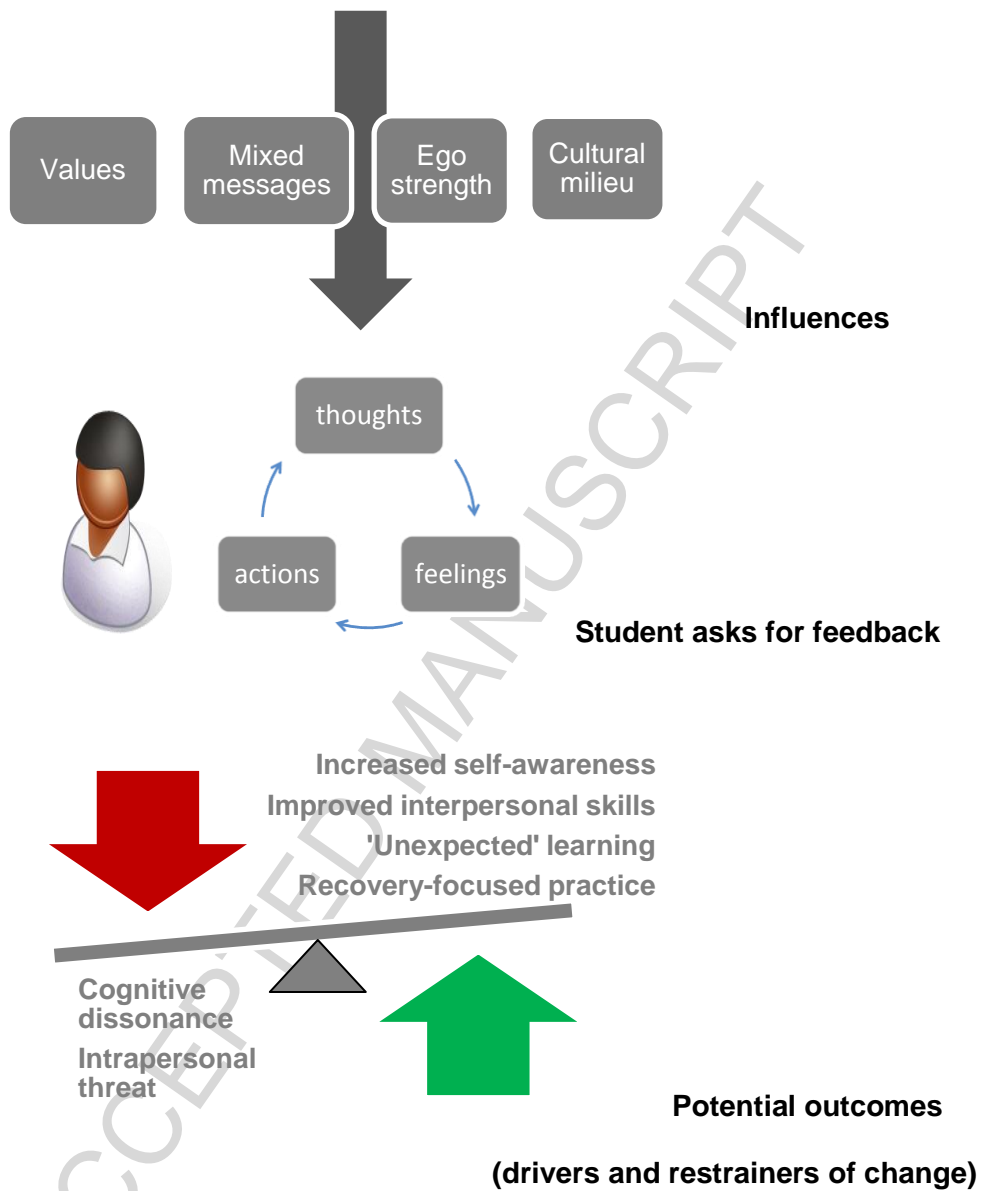 Values
Mixed
messages
Ego
strength
Cultural
milieu
Influences
thoughts
actions
feelings
Student asks for feedback
Increased self-awareness
Improved interpersonal skills
'Unexpected' learning
Recovery-focused practice
Cognitive
dissonance
Intrapersonal
threat
Potential outcomes
(drivers and restrainers of change)
CCEPTED MANUSCRIPT